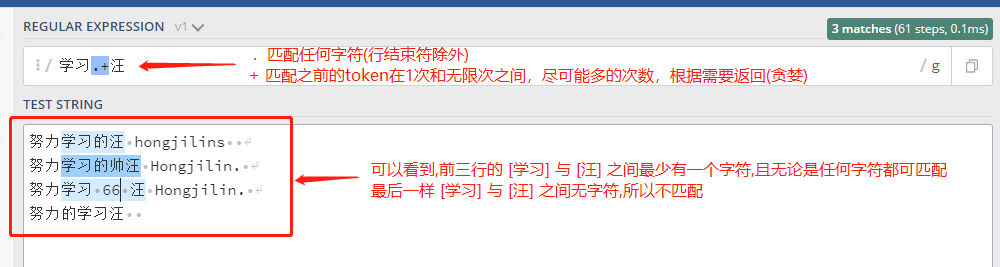 REGULAR EXPRESSION v1
3 matches (61 steps, 0.1ms)
/ 学习.+汪
/ g
. 匹配任何字符(行结束符除外)
+ 匹配之前的token在1次和无限次之间，尽可能多的次数，根据需要返回(贪婪)
TEST STRING
努力学习的汪·hongjilins··↵
努力学习的帅汪·Hongjilin.·↵
努力学习·66·汪·Hongjilin.·↵
努力的学习汪··
可以看到,前三行的 [学习] 与 [汪] 之间最少有一个字符,且无论是任何字符都可匹配
最后一样 [学习] 与 [汪] 之间无字符,所以不匹配